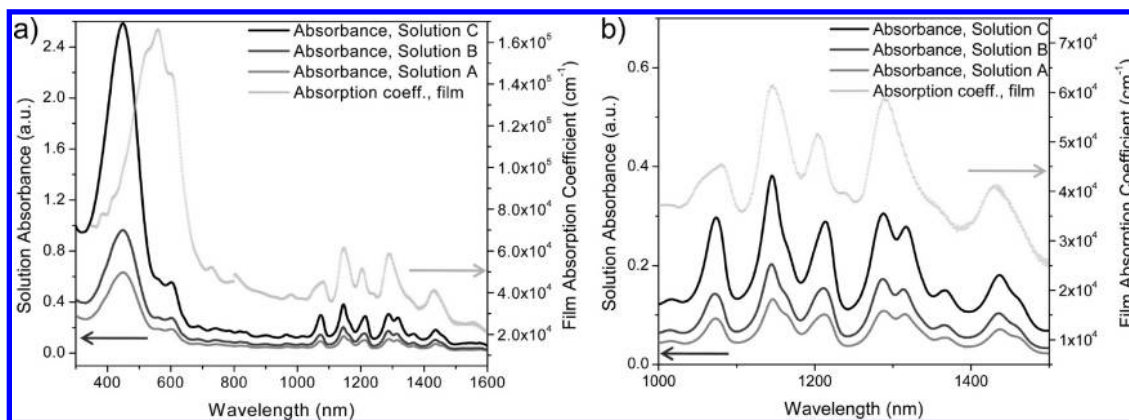 a)
Absorbance, Solution C
Absorbance, Solution B
Absorbance, Solution A
Absorption coeff., film
Solution Absorbance (a.u.)
2.4
2.0
1.6
1.2
0.8
0.4
0.0
Film Absorption Coefficient (cm⁻¹)
1.6x10⁵
1.4x10⁵
1.2x10⁵
1.0x10⁵
8.0x10⁴
6.0x10⁴
4.0x10⁴
2.0x10⁴
400 600 800 1000 1200 1400 1600
Wavelength (nm)
b)
Absorbance, Solution C
Absorbance, Solution B
Absorbance, Solution A
Absorption coeff., film
Solution Absorbance (a.u.)
0.6
0.4
0.2
0.0
Film Absorption Coefficient (cm⁻¹)
7x10⁴
6x10⁴
5x10⁴
4x10⁴
3x10⁴
2x10⁴
1x10⁴
1000 1200 1400
Wavelength (nm)